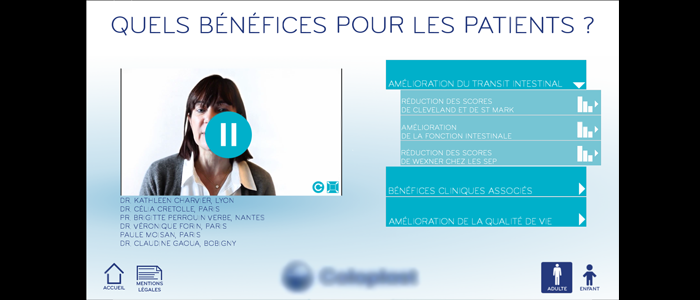 QUELS BÉNÉFICES POUR LES PATIENTS ?
AMÉLIORATION DU TRANSIT INTESTINAL
RÉDUCTION DES SCORES
DE CLEVELAND ET DE ST MARK
AMÉLIORATION
DE LA FONCTION INTESTINALE
RÉDUCTION DES SCORES
DE WEXNER CHEZ LES SEP
BÉNÉFICES CLINIQUES ASSOCIÉS
AMÉLIORATION DE LA QUALITÉ DE VIE
DR. KATHLEEN CHARVIER, LYON
DR. CÉLIA CRETOLLE, PARIS
PR. BRIGITTE PERROUIN VERBE, NANTES
DR. VÉRONIQUE FORIN, PARIS
PAULE MOISAN, PARIS
DR. CLAUDINE GAOUA, BOBIGNY
ACCUEIL
MENTIONS
LÉGALES
Coloplast
ADULTE
ENFANT